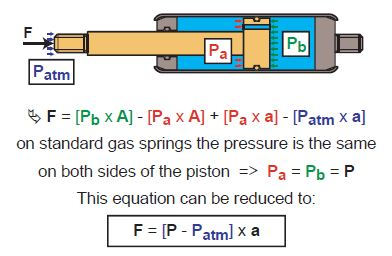 F
Patm
Pa
Pb
➪ F = [Pb x A] - [Pa x A] + [Pa x a] - [Patm x a]
on standard gas springs the pressure is the same
on both sides of the piston => Pa = Pb = P
This equation can be reduced to:
F = [P - Patm] x a